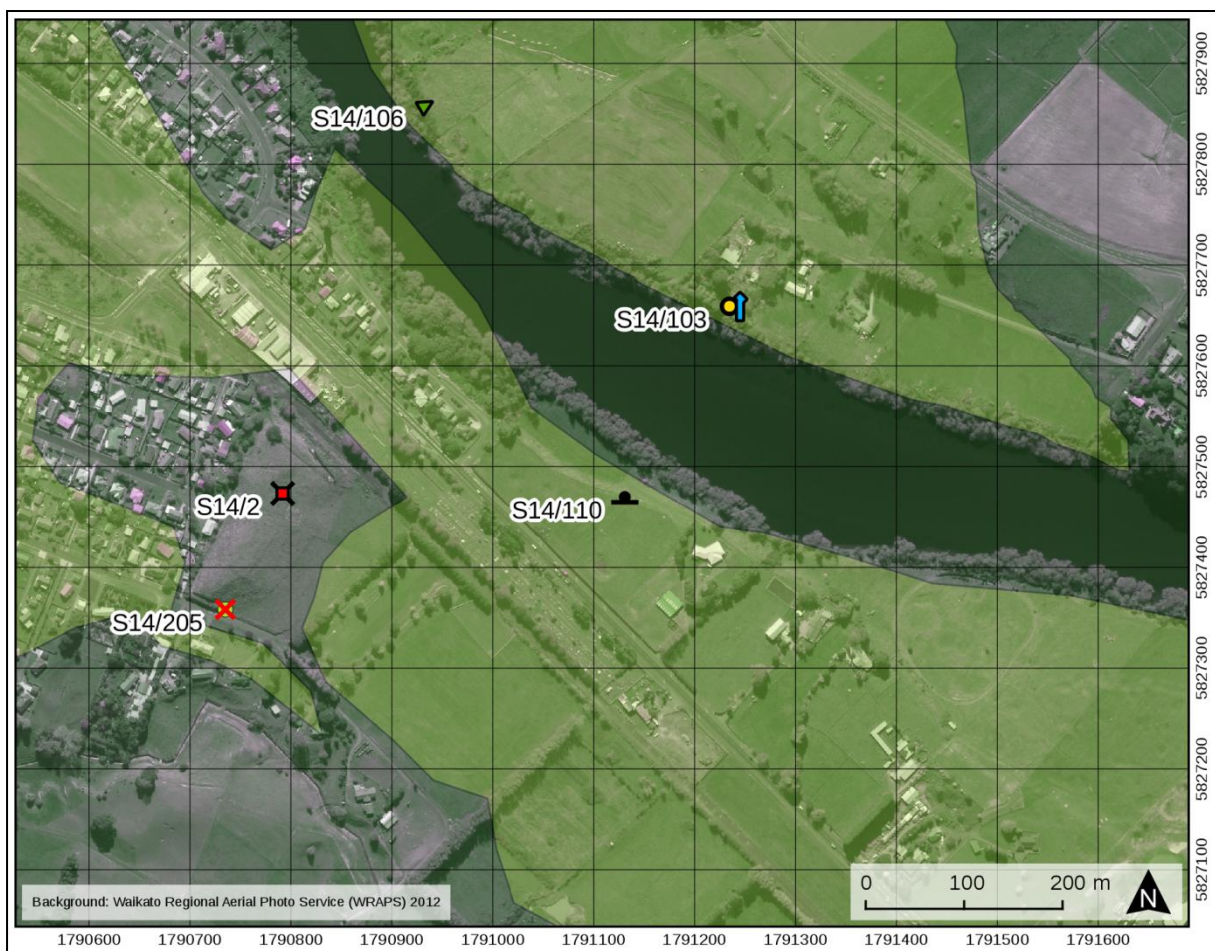 5827900
S14/106
5827800
5827700
S14/103
5827600
5827500
S14/2
S14/110
5827400
S14/205
5827300
5827200
0 100 200 m
N
5827100
Background: Waikato Regional Aerial Photo Service (WRAPS) 2012
1790600 1790700 1790800 1790900 1791000 1791100 1791200 1791300 1791400 1791500 1791600